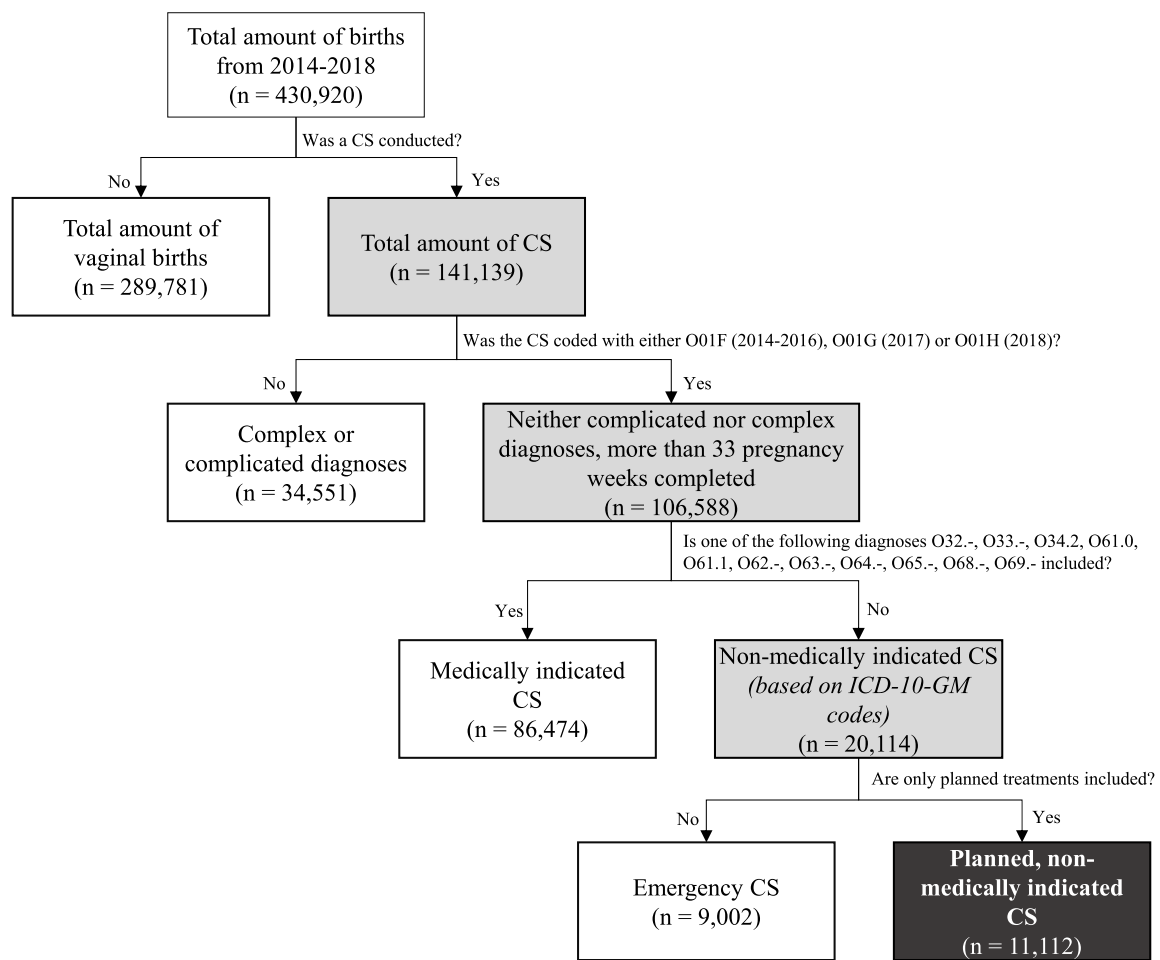 Total amount of births
from 2014-2018
(n = 430,920)
Was a CS conducted?
No
Yes
Total amount of
vaginal births
(n = 289,781)
Total amount of CS
(n = 141,139)
Was the CS coded with either O01F (2014-2016), O01G (2017) or O01H (2018)?
No
Yes
Complex or
complicated diagnoses
(n = 34,551)
Neither complicated nor complex
diagnoses, more than 33 pregnancy
weeks completed
(n = 106,588)
Is one of the following diagnoses O32.-, O33.-, O34.2, O61.0,
O61.1, O62.-, O63.-, O64.-, O65.-, O68.-, O69.- included?
Yes
No
Medically indicated
CS
(n = 86,474)
Non-medically indicated CS
(based on ICD-10-GM
codes)
(n = 20,114)
Are only planned treatments included?
No
Yes
Emergency CS
(n = 9,002)
Planned, non-
medically indicated
CS
(n = 11,112)